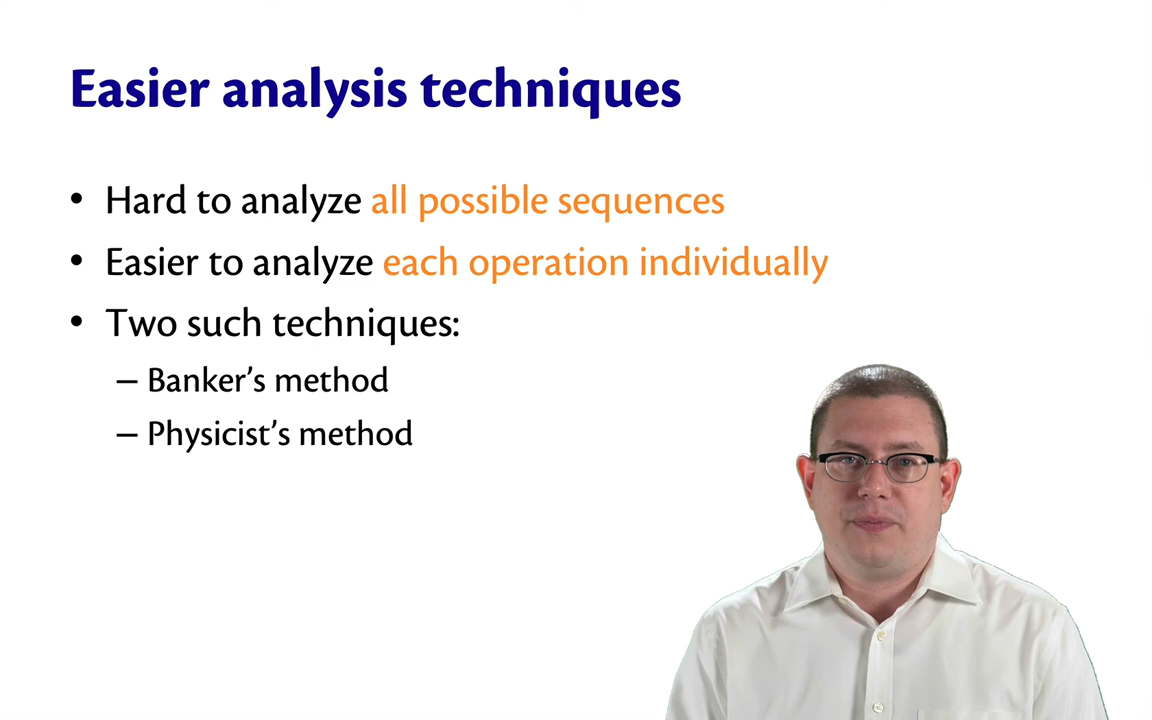 Easier analysis techniques
• Hard to analyze all possible sequences
• Easier to analyze each operation individually
• Two such techniques:
– Banker's method
– Physicist's method